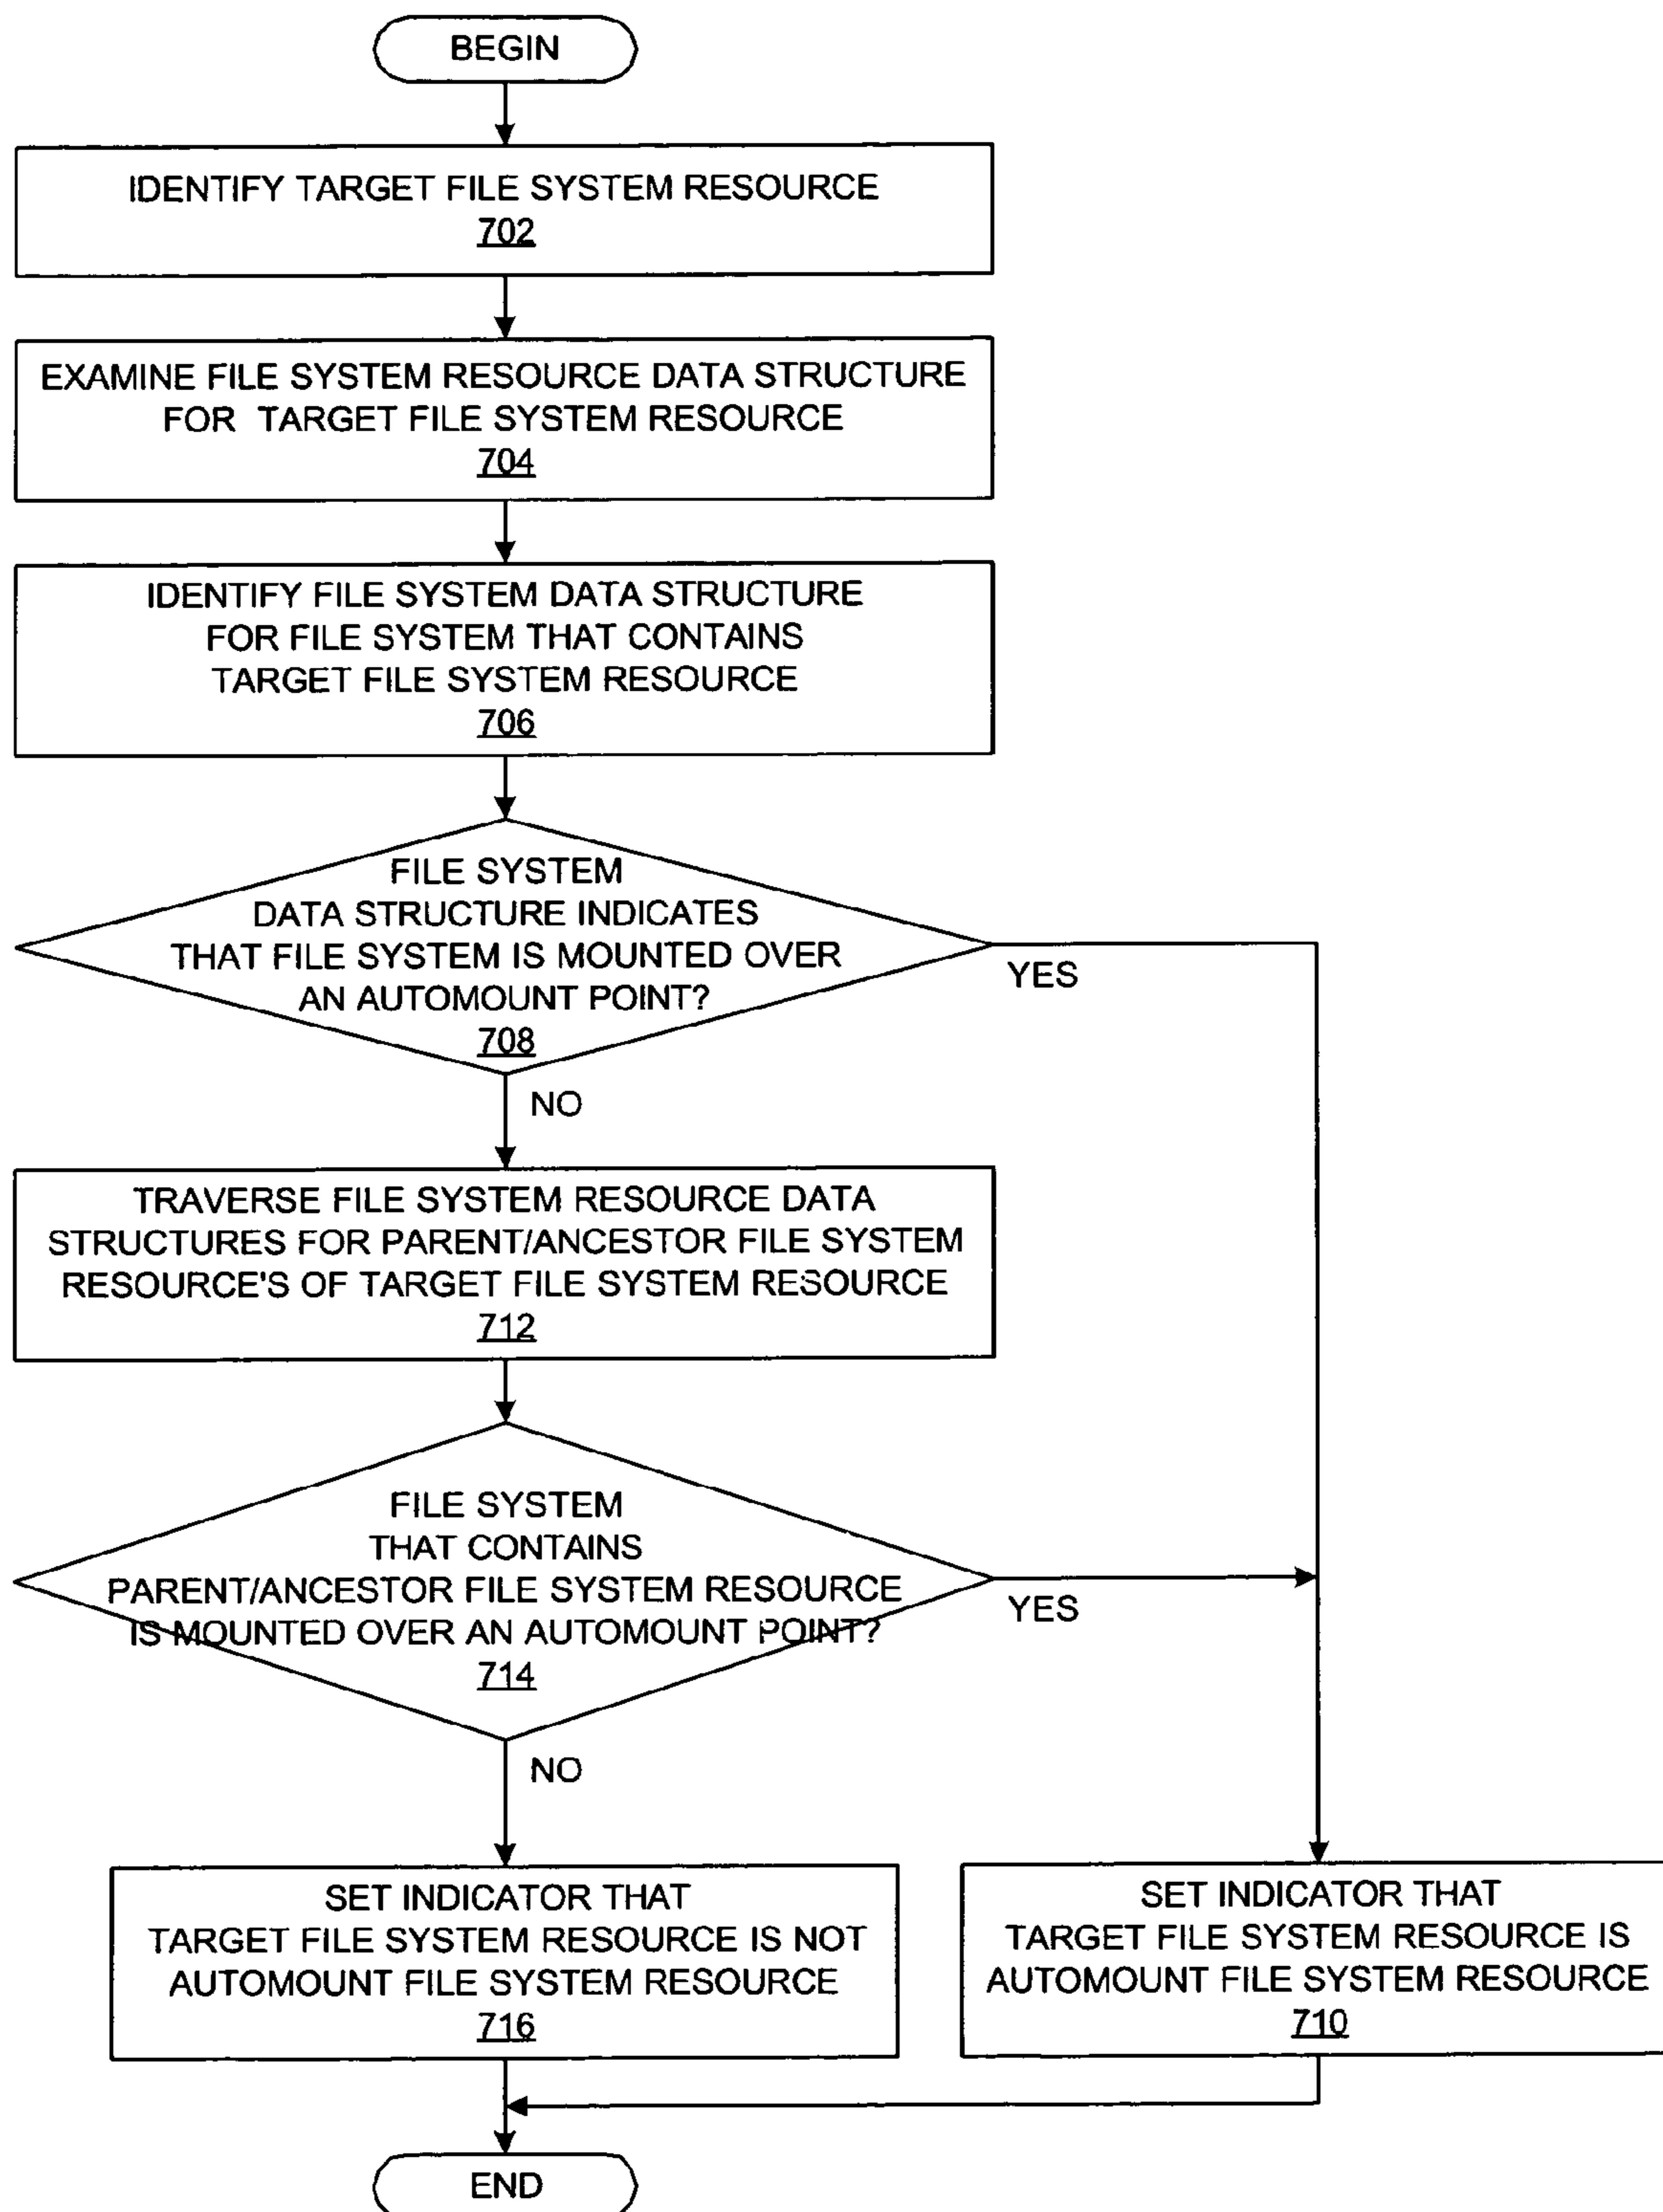 BEGIN
IDENTIFY TARGET FILE SYSTEM RESOURCE
702
EXAMINE FILE SYSTEM RESOURCE DATA STRUCTURE
FOR TARGET FILE SYSTEM RESOURCE
704
IDENTIFY FILE SYSTEM DATA STRUCTURE
FOR FILE SYSTEM THAT CONTAINS
TARGET FILE SYSTEM RESOURCE
706
FILE SYSTEM
DATA STRUCTURE INDICATES
THAT FILE SYSTEM IS MOUNTED OVER
AN AUTOMOUNT POINT?
708
YES
NO
TRAVERSE FILE SYSTEM RESOURCE DATA
STRUCTURES FOR PARENT/ANCESTOR FILE SYSTEM
RESOURCE'S OF TARGET FILE SYSTEM RESOURCE
712
FILE SYSTEM
THAT CONTAINS
PARENT/ANCESTOR FILE SYSTEM RESOURCE
IS MOUNTED OVER AN AUTOMOUNT POINT?
714
YES
NO
SET INDICATOR THAT
TARGET FILE SYSTEM RESOURCE IS NOT
AUTOMOUNT FILE SYSTEM RESOURCE
716
SET INDICATOR THAT
TARGET FILE SYSTEM RESOURCE IS
AUTOMOUNT FILE SYSTEM RESOURCE
710
END